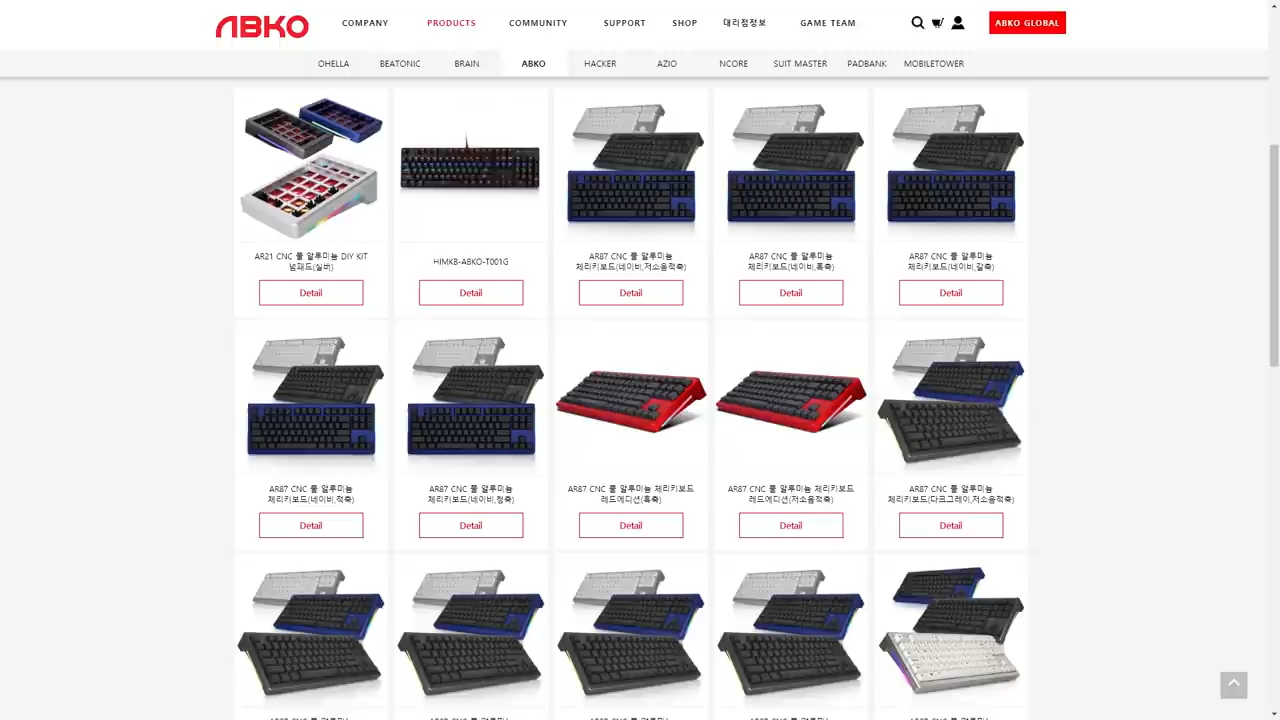 ABKO
COMPANY
PRODUCTS
COMMUNITY
SUPPORT
SHOP
대리점정보
GAME TEAM
ABKO GLOBAL
OHELLA
BEATONIC
BRAIN
ABKO
HACKER
AZIO
NCORE
SUIT MASTER
PADBANK
MOBILETOWER
AR21 CNC 풀 알루미늄 DIY KIT
넘패드(실버)
Detail
HIMKB-ABKO-T001G
Detail
AR87 CNC 풀 알루미늄
체리키보드(네이비,저소음적축)
Detail
AR87 CNC 풀 알루미늄
체리키보드(네이비,흑축)
Detail
AR87 CNC 풀 알루미늄
체리키보드(네이비,갈축)
Detail
AR87 CNC 풀 알루미늄
체리키보드(네이비,적축)
Detail
AR87 CNC 풀 알루미늄
체리키보드(네이비,청축)
Detail
AR87 CNC 풀 알루미늄 체리키보드
레드에디션(흑축)
Detail
AR87 CNC 풀 알루미늄 체리키보드
레드에디션(저소음적축)
Detail
AR87 CNC 풀 알루미늄
체리키보드(다크그레이,저소음적축)
Detail